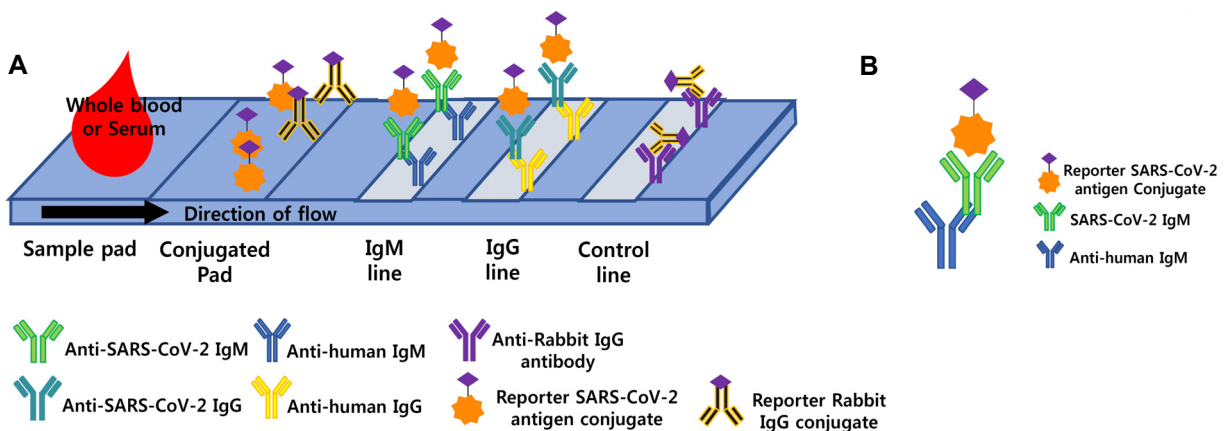 A
Whole blood
or Serum
Direction of flow
Sample pad
Conjugated
Pad
IgM
line
IgG
line
Control
line
Anti-SARS-CoV-2 IgM
Anti-human IgM
Anti-Rabbit IgG
antibody
Anti-SARS-CoV-2 IgG
Anti-human IgG
Reporter SARS-CoV-2
antigen conjugate
Reporter Rabbit
IgG conjugate
B
Reporter SARS-CoV-2
antigen Conjugate
SARS-CoV-2 IgM
Anti-human IgM